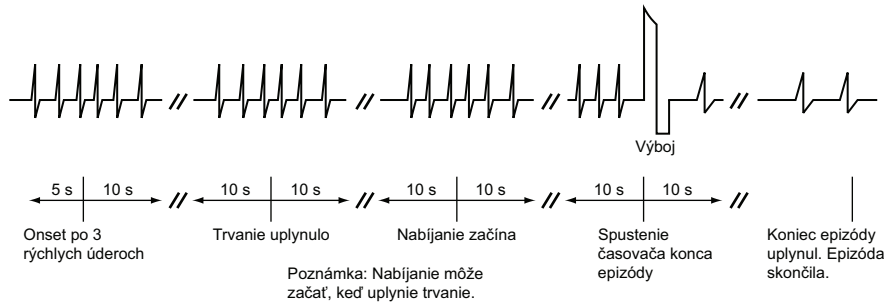 Výboj
5 s 10 s 10 s 10 s 10 s 10 s 10 s 10 s
Onset po 3
rýchlych úderoch
Trvanie uplynulo
Nabíjanie začína
Spustenie
časovača konca
epizódy
Koniec epizódy
uplynul. Epizóda
skončila.
Poznámka: Nabíjanie môže
začať, keď uplynie trvanie.